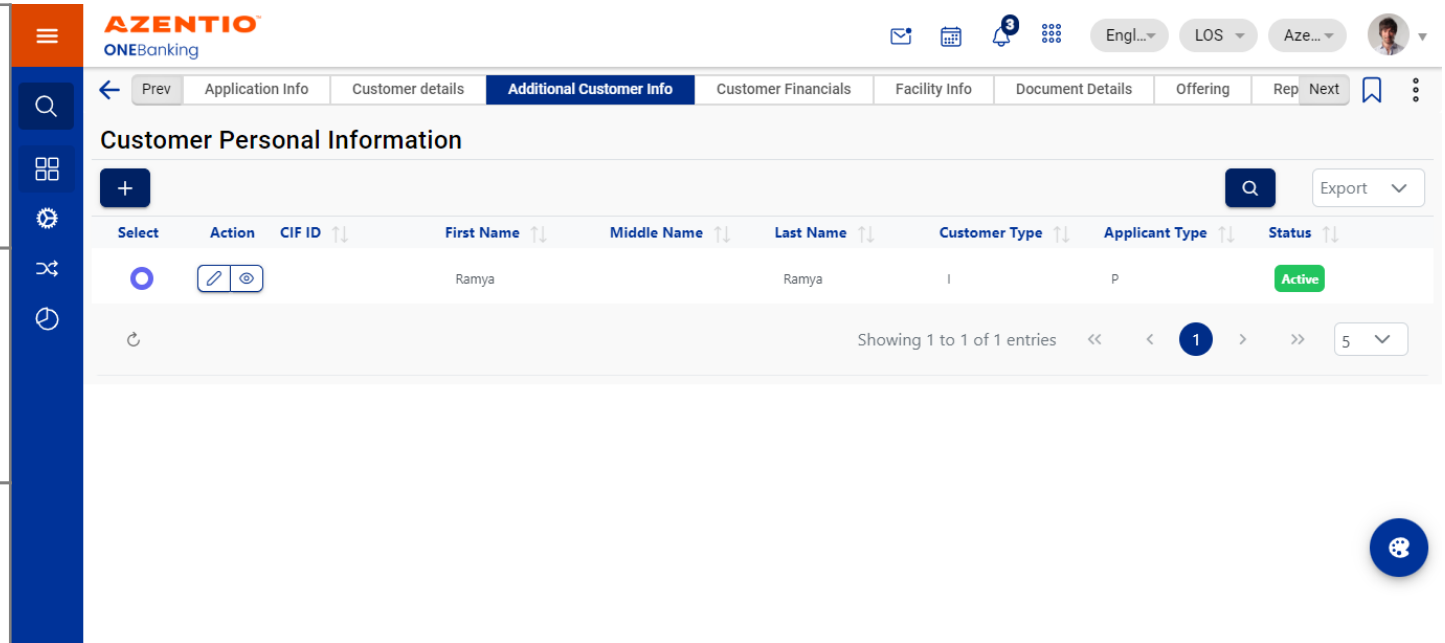 AZENTIO
ONEBanking
3
Engl...
LOS
Aze...
Prev
Application Info
Customer details
Additional Customer Info
Customer Financials
Facility Info
Document Details
Offering
Rep
Next
Customer Personal Information
+
Export
Select Action CIF ID First Name Middle Name Last Name Customer Type Applicant Type Status
Ramya Ramya I P Active
Showing 1 to 1 of 1 entries << < 1 > >> 5